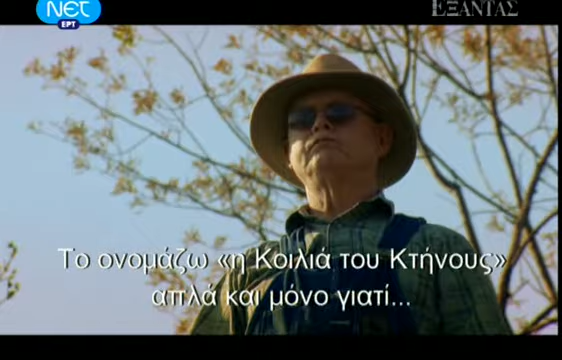 NET
ΕΡΤ
ΕΞΑΝΤΑΣ
Το ονομάζω «η Κοιλιά του Κτήνους»
απλά και μόνο γιατί...